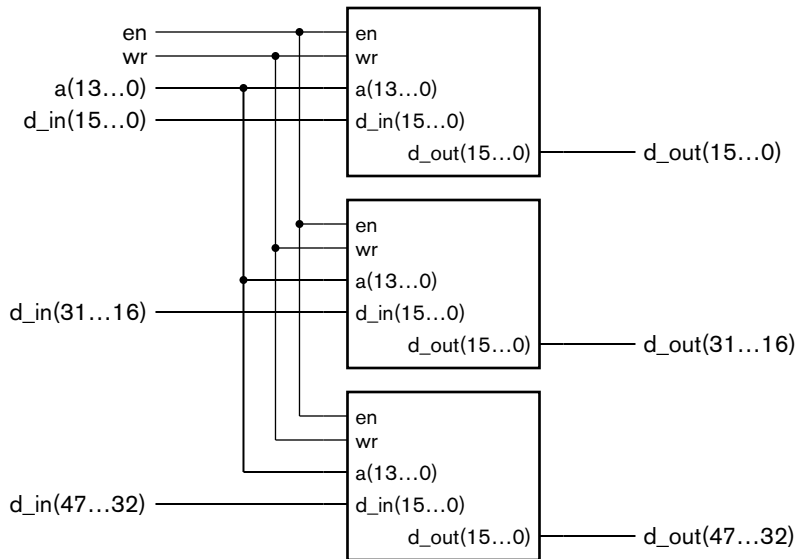 en
wr
a(13…0)
d_in(15…0)
en
wr
a(13…0)
d_in(15…0)
d_out(15…0)
d_out(15…0)
d_in(31…16)
en
wr
a(13…0)
d_in(15…0)
d_out(15…0)
d_out(31…16)
d_in(47…32)
en
wr
a(13…0)
d_in(15…0)
d_out(15…0)
d_out(47…32)